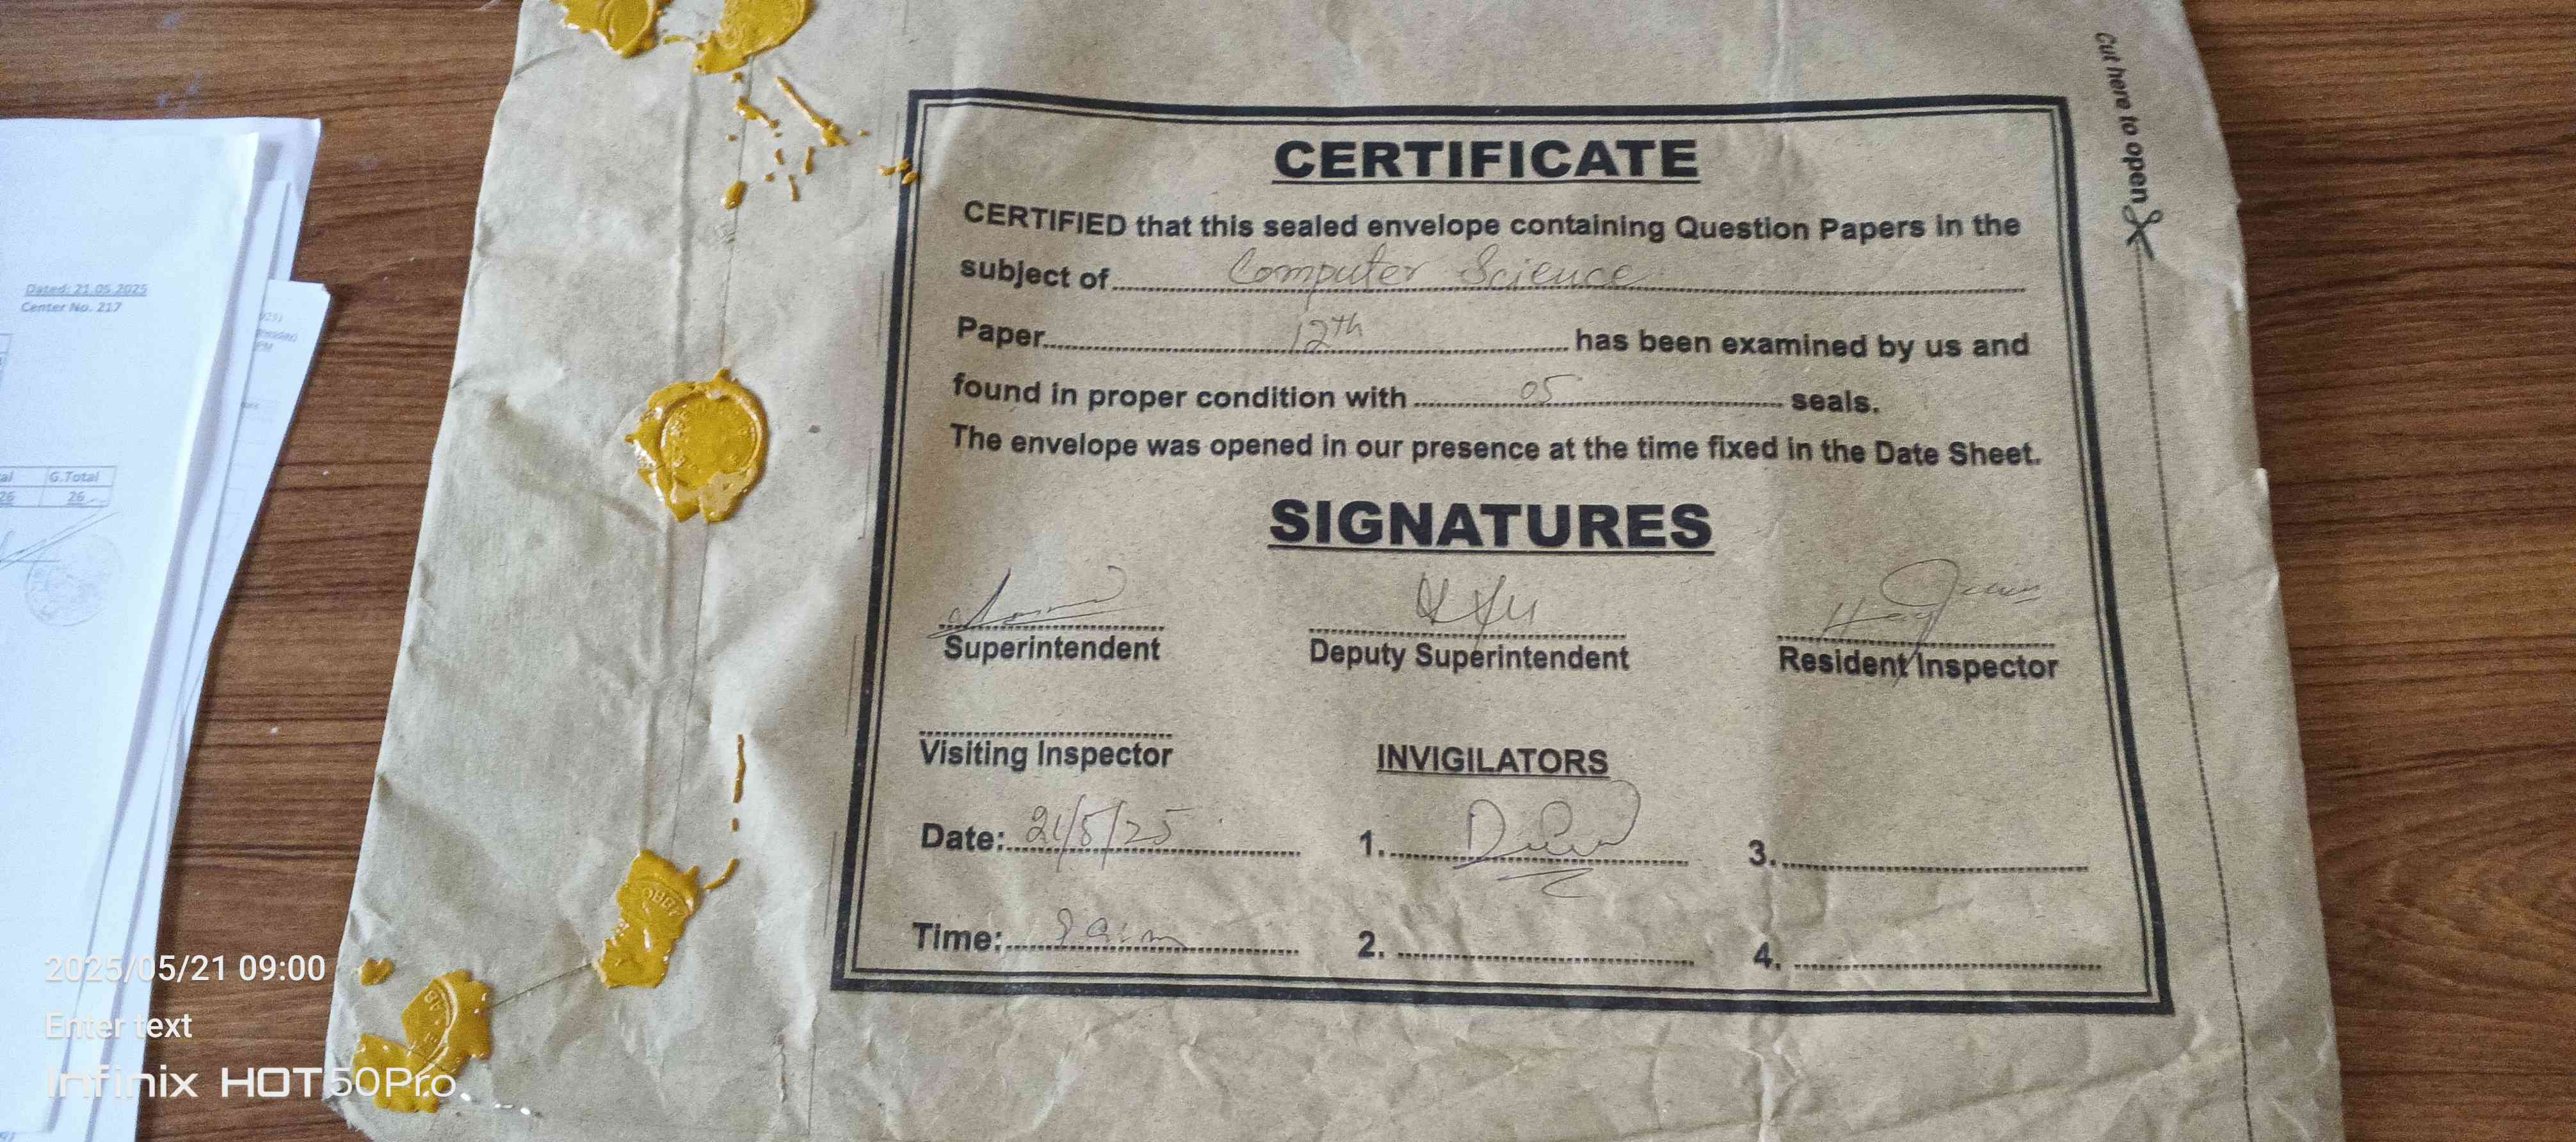 Cut here to open
CERTIFICATE
CERTIFIED that this sealed envelope containing Question Papers in the
subject of Computer Science
Paper 12th has been examined by us and
found in proper condition with 05 seals.
The envelope was opened in our presence at the time fixed in the Date Sheet.
SIGNATURES
Superintendent
Deputy Superintendent
Resident Inspector
Visiting Inspector
INVIGILATORS
Date: 21/5/25
1.
3.
Time:
2.
4.
Dated: 21.05.2025
Center No. 217
PM
G.Total
26 26
2025/05/21 09:00
Enter text
Infinix HOT 50 Pro